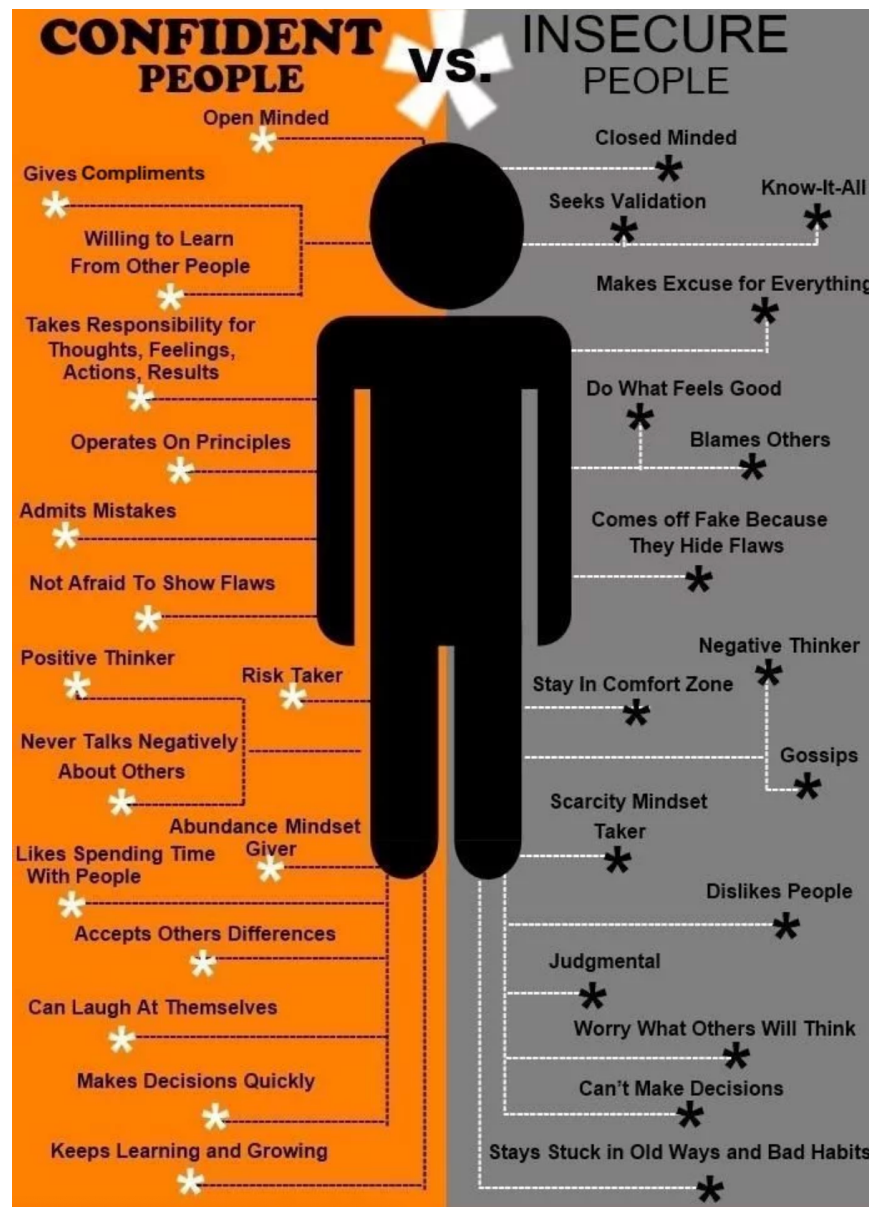 CONFIDENT
PEOPLE
vs.
INSECURE
PEOPLE
Open Minded
Gives Compliments
Willing to Learn
From Other People
Takes Responsibility for
Thoughts, Feelings,
Actions, Results
Operates On Principles
Admits Mistakes
Not Afraid To Show Flaws
Positive Thinker
Risk Taker
Never Talks Negatively
About Others
Abundance Mindset
Giver
Likes Spending Time
With People
Accepts Others Differences
Can Laugh At Themselves
Makes Decisions Quickly
Keeps Learning and Growing
Closed Minded
Seeks Validation
Know-It-All
Makes Excuse for Everything
Do What Feels Good
Blames Others
Comes off Fake Because
They Hide Flaws
Negative Thinker
Stay In Comfort Zone
Gossips
Scarcity Mindset
Taker
Dislikes People
Judgmental
Worry What Others Will Think
Can't Make Decisions
Stays Stuck in Old Ways and Bad Habits